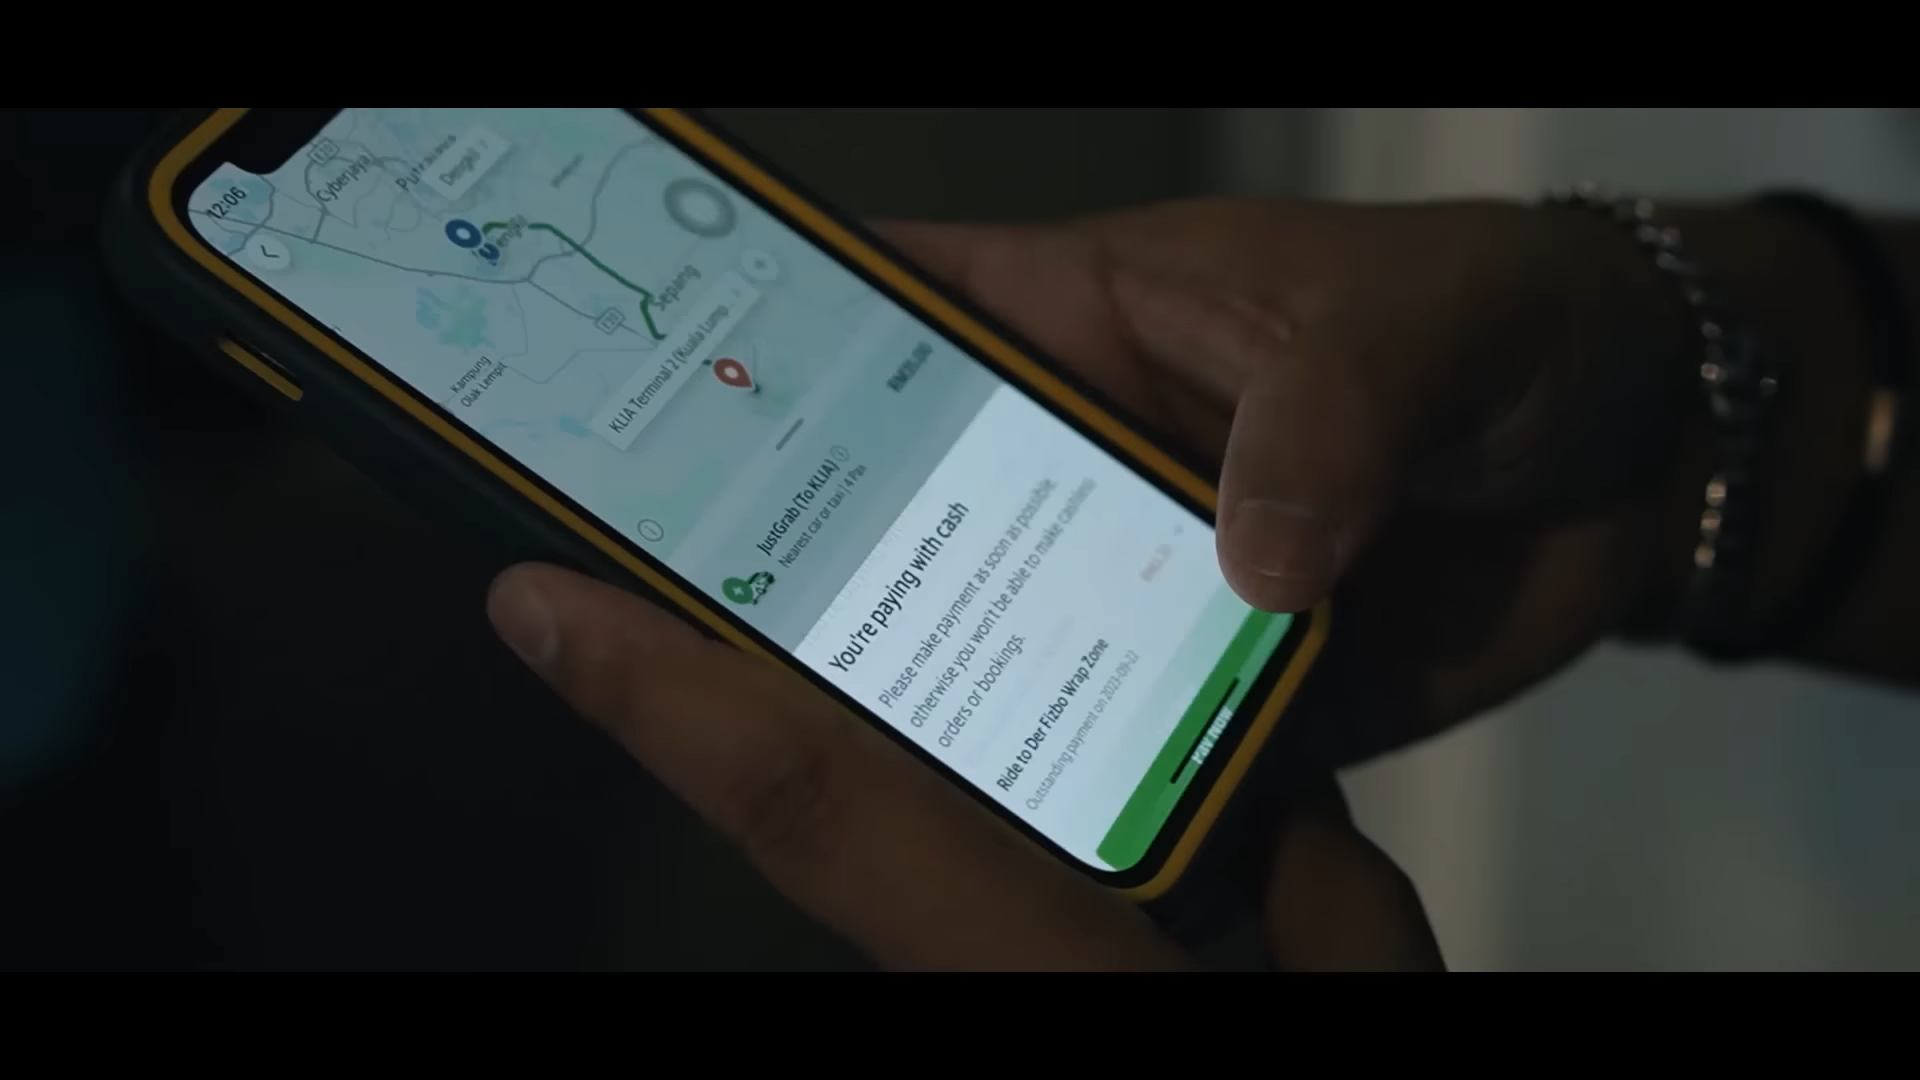 12:06
Cyberjaya
Dengkil
Sepang
Kampung
Olak Lempit
KLIA Terminal 2 (Kuala Lump...
JustGrab (To KLIA)
Nearest car or taxi | 4 Pax
You're paying with cash
Please make payment as soon as possible,
otherwise you won't be able to make cashless
orders or bookings.
Ride to Der Fizbo Wrap Zone
Outstanding payment on 2023-09-22
PAY NOW